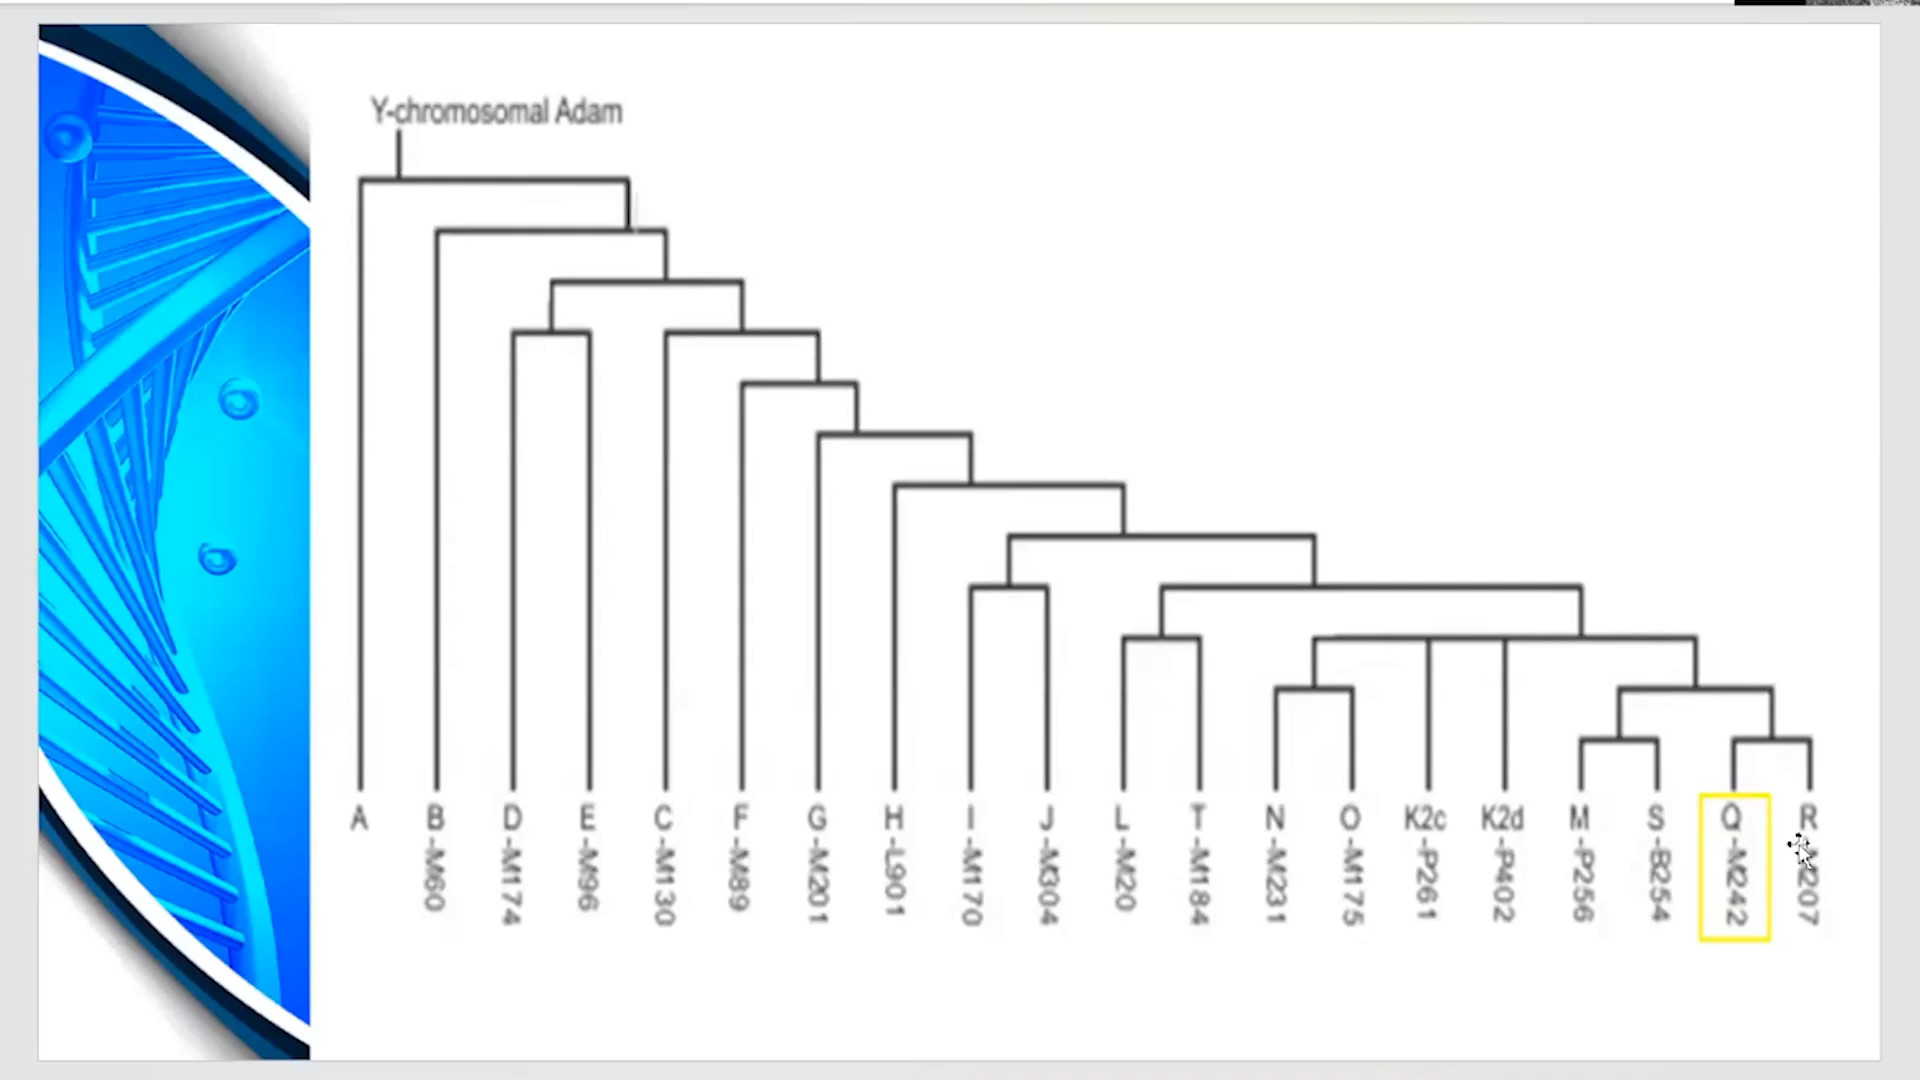 Y-chromosomal Adam
A
B-M60
D-M174
E-M96
C-M130
F-M89
G-M201
H-L901
I-M170
J-M304
L-M20
T-M184
N-M231
O-M175
K2c-P261
K2d-P402
M-P256
S-B254
Q-M242
R-M207